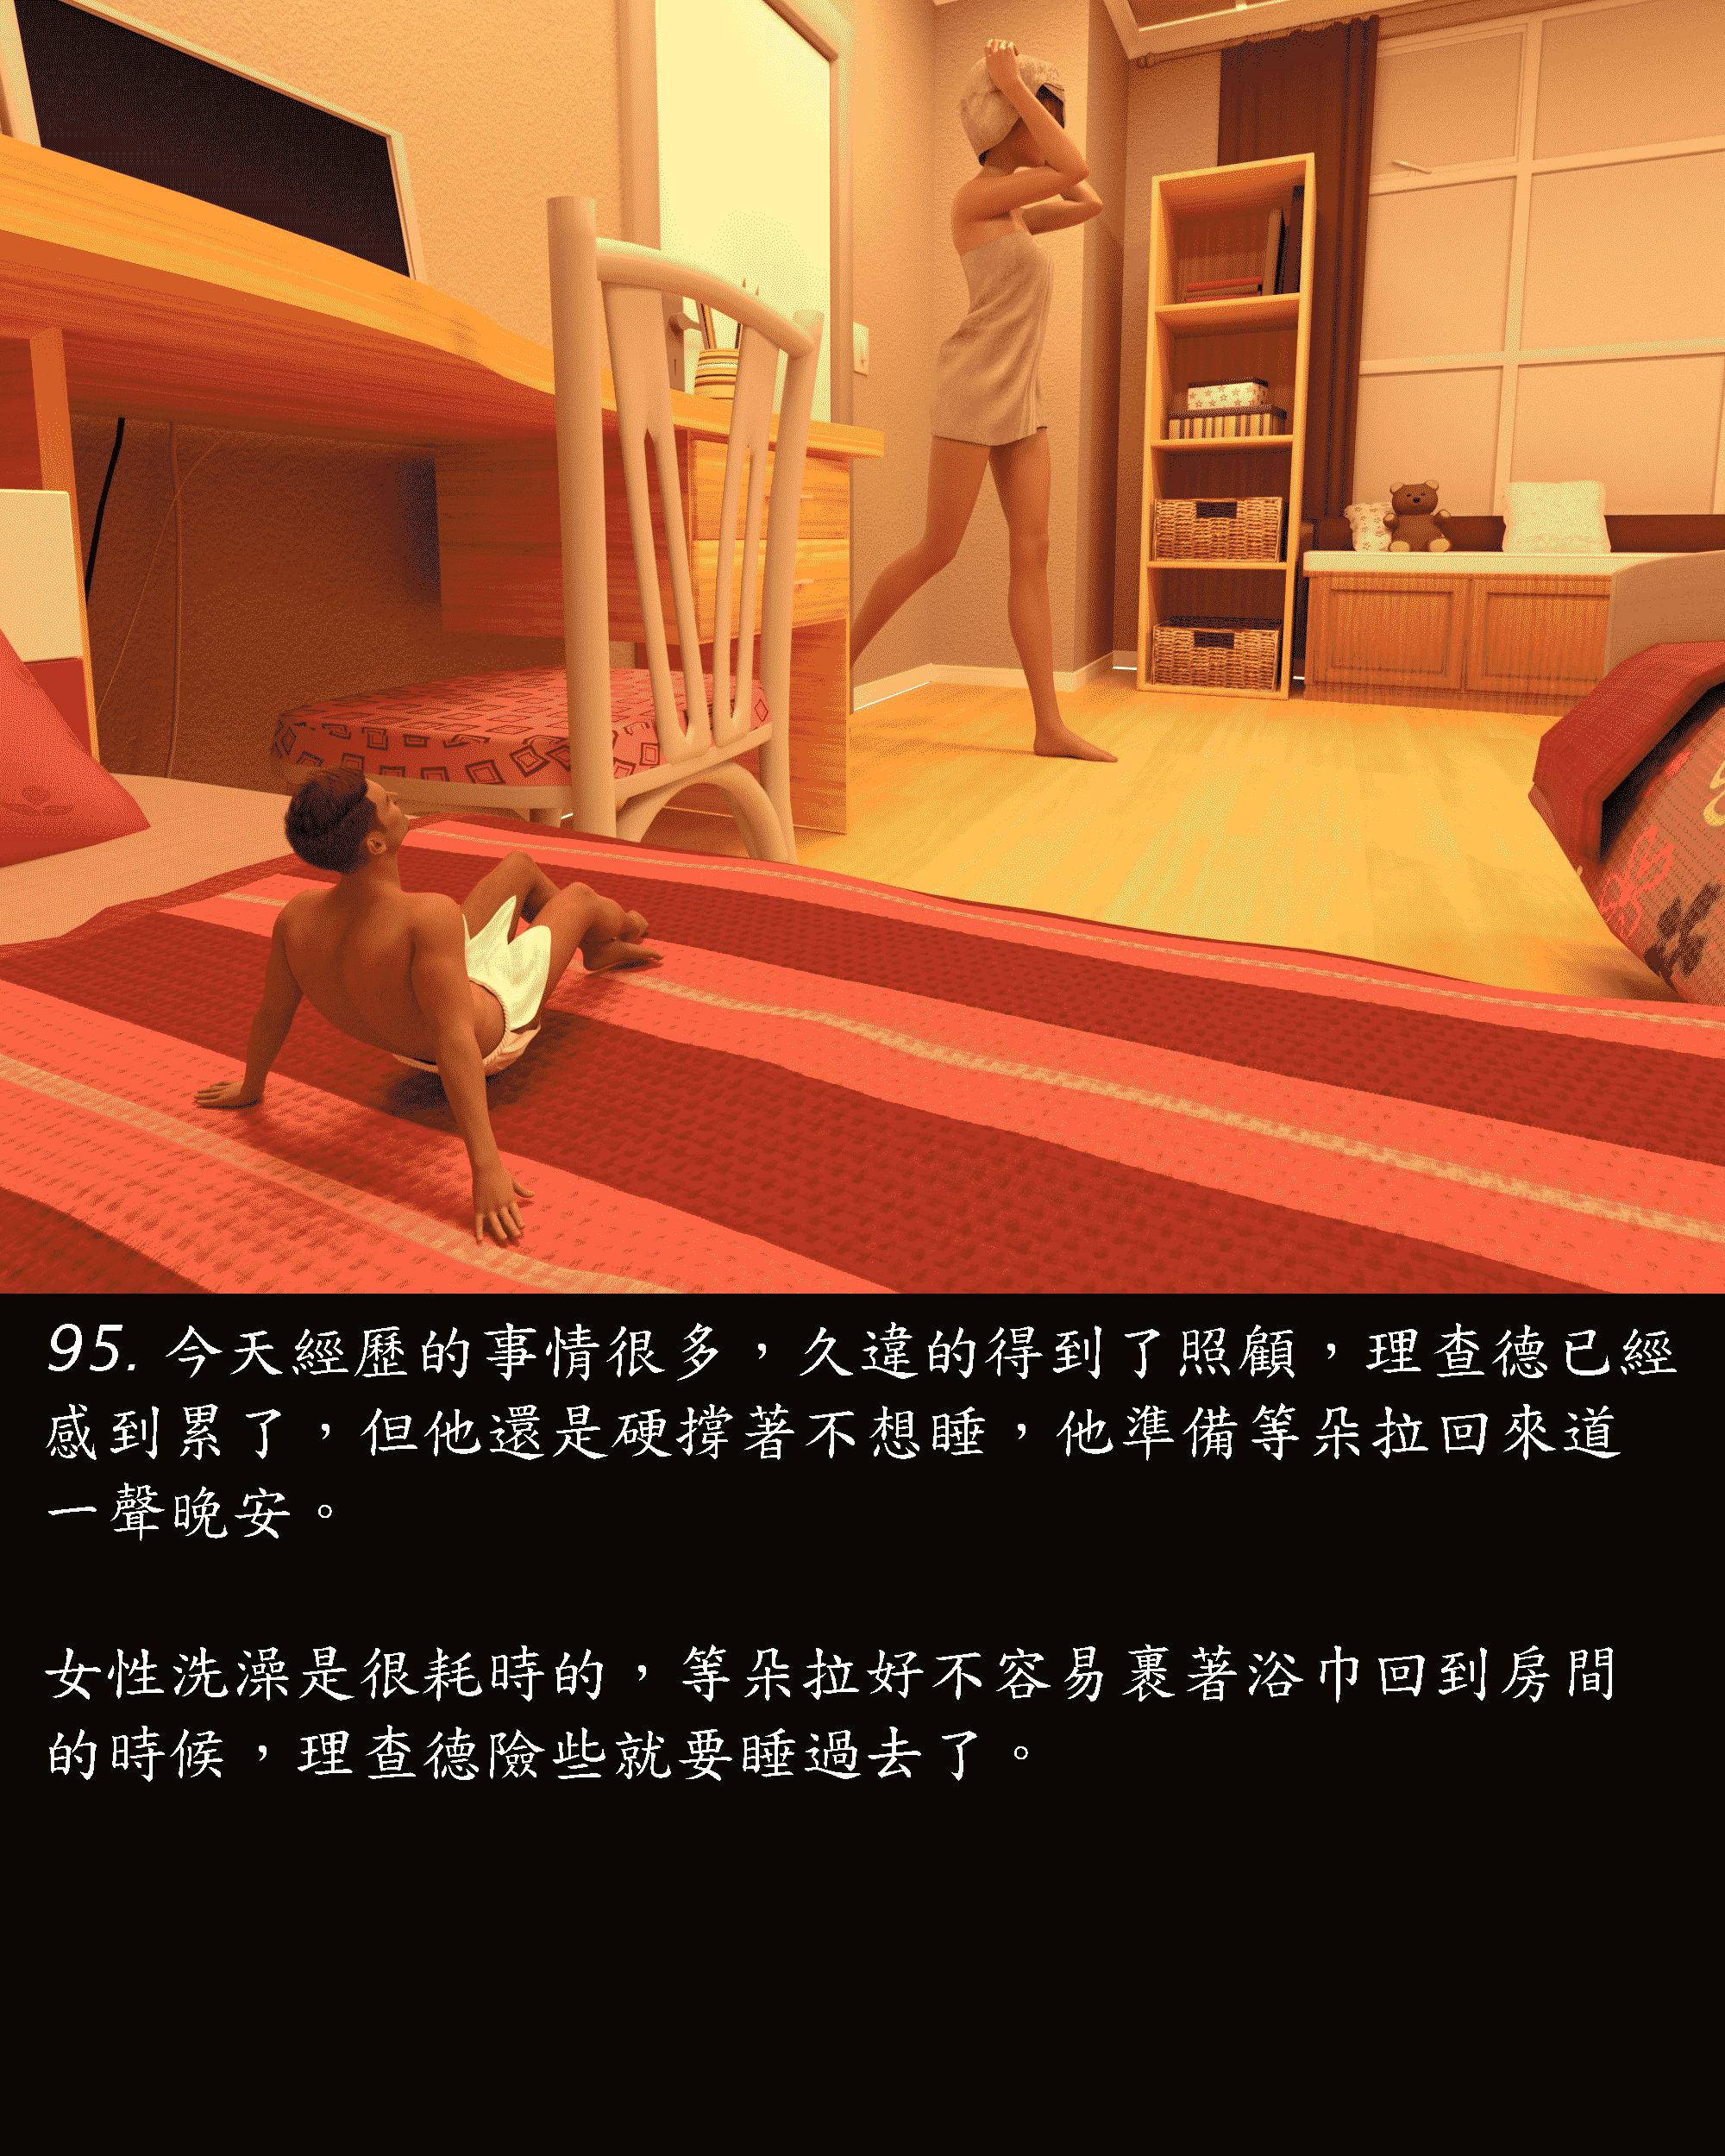 95. 今天經歷的事情很多，久違的得到了照顧，理查德已經
感到累了，但他還是硬撐著不想睡，他準備等朵拉回來道
一聲晚安。
女性洗澡是很耗時的，等朵拉好不容易裹著浴巾回到房間
的時候，理查德險些就要睡過去了。